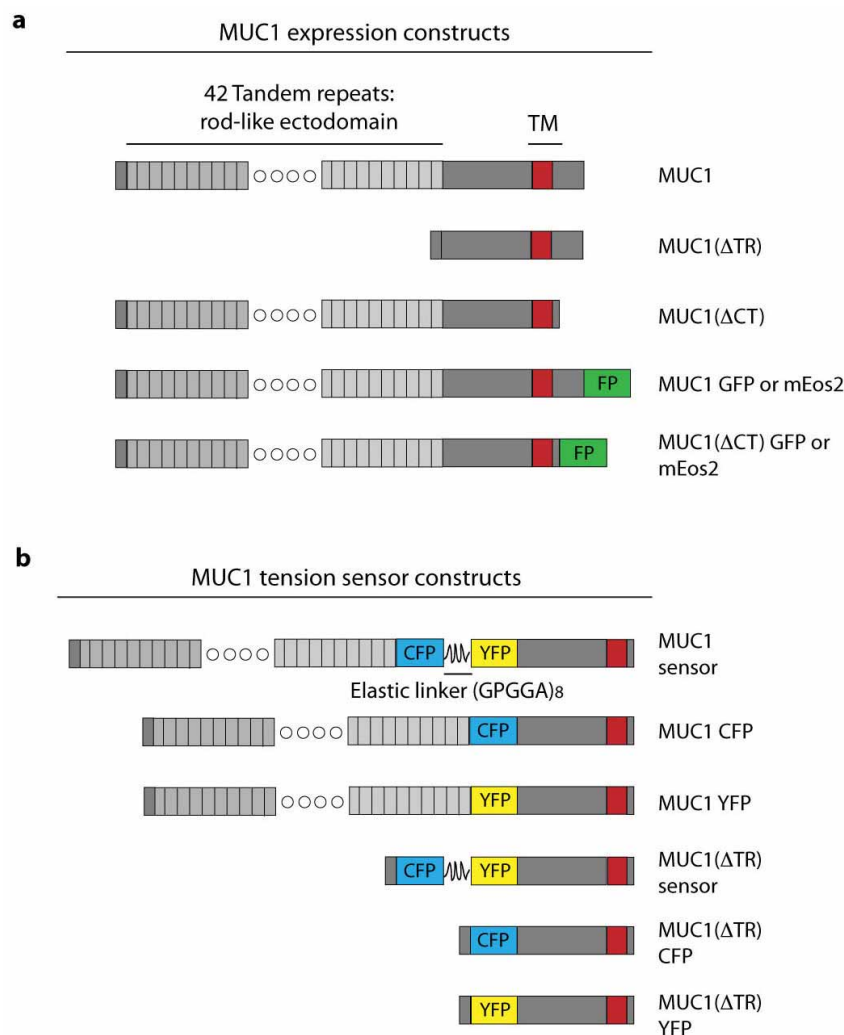 a
MUC1 expression constructs
42 Tandem repeats:
rod-like ectodomain
TM
MUC1
MUC1(ΔTR)
MUC1(ΔCT)
FP
MUC1 GFP or mEos2
FP
MUC1(ΔCT) GFP or
mEos2
b
MUC1 tension sensor constructs
CFP
YFP
MUC1
sensor
Elastic linker (GPGGA)8
CFP
MUC1 CFP
YFP
MUC1 YFP
CFP
YFP
MUC1(ΔTR)
sensor
CFP
MUC1(ΔTR)
CFP
YFP
MUC1(ΔTR)
YFP